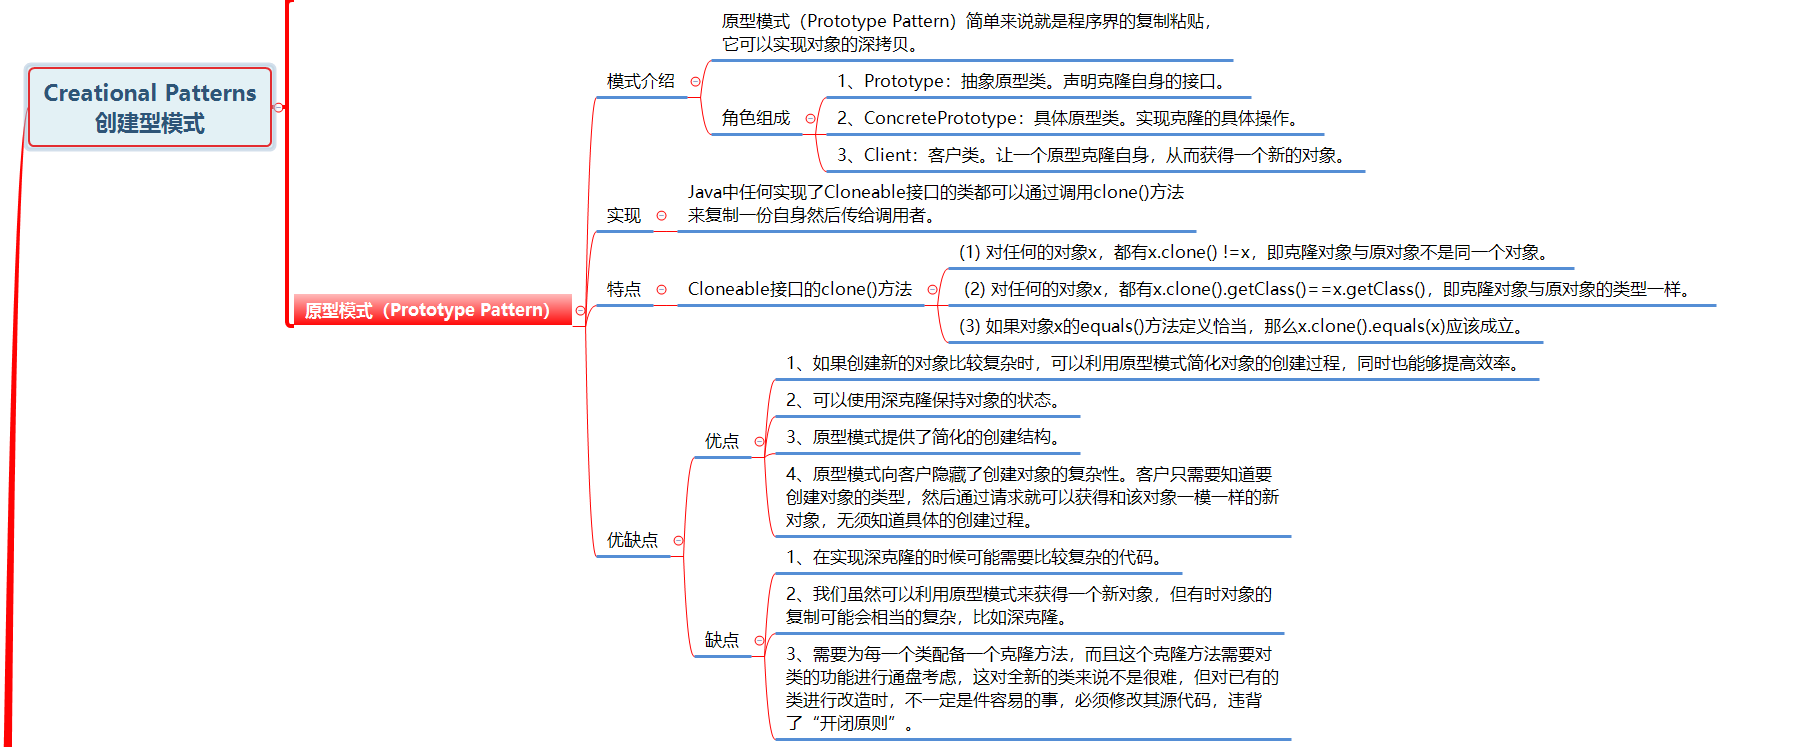 Creational Patterns
创建型模式
原型模式（Prototype Pattern）
模式介绍
原型模式（Prototype Pattern）简单来说就是程序界的复制粘贴，
它可以实现对象的深拷贝。
角色组成
1、Prototype：抽象原型类。声明克隆自身的接口。
2、ConcretePrototype：具体原型类。实现克隆的具体操作。
3、Client：客户类。让一个原型克隆自身，从而获得一个新的对象。
实现
Java中任何实现了Cloneable接口的类都可以通过调用clone()方法
来复制一份自身然后传给调用者。
特点
Cloneable接口的clone()方法
(1) 对任何的对象x，都有x.clone() !=x，即克隆对象与原对象不是同一个对象。
(2) 对任何的对象x，都有x.clone().getClass()==x.getClass()，即克隆对象与原对象的类型一样。
(3) 如果对象x的equals()方法定义恰当，那么x.clone().equals(x)应该成立。
优缺点
优点
1、如果创建新的对象比较复杂时，可以利用原型模式简化对象的创建过程，同时也能够提高效率。
2、可以使用深克隆保持对象的状态。
3、原型模式提供了简化的创建结构。
4、原型模式向客户隐藏了创建对象的复杂性。客户只需要知道要
创建对象的类型，然后通过请求就可以获得和该对象一模一样的新
对象，无须知道具体的创建过程。
缺点
1、在实现深克隆的时候可能需要比较复杂的代码。
2、我们虽然可以利用原型模式来获得一个新对象，但有时对象的
复制可能会相当的复杂，比如深克隆。
3、需要为每一个类配备一个克隆方法，而且这个克隆方法需要对
类的功能进行通盘考虑，这对全新的类来说不是很难，但对已有的
类进行改造时，不一定是件容易的事，必须修改其源代码，违背
了“开闭原则”。